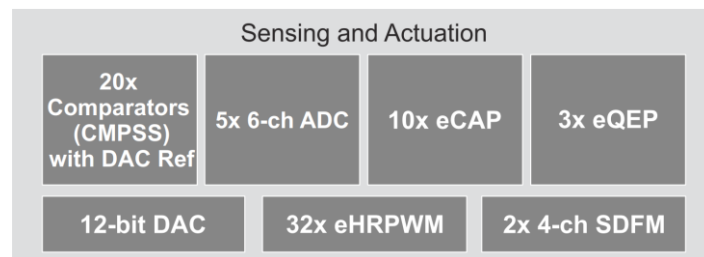 Sensing and Actuation
20x
Comparators
(CMPSS)
with DAC Ref
5x 6-ch ADC
10x eCAP
3x eQEP
12-bit DAC
32x eHRPWM
2x 4-ch SDFM